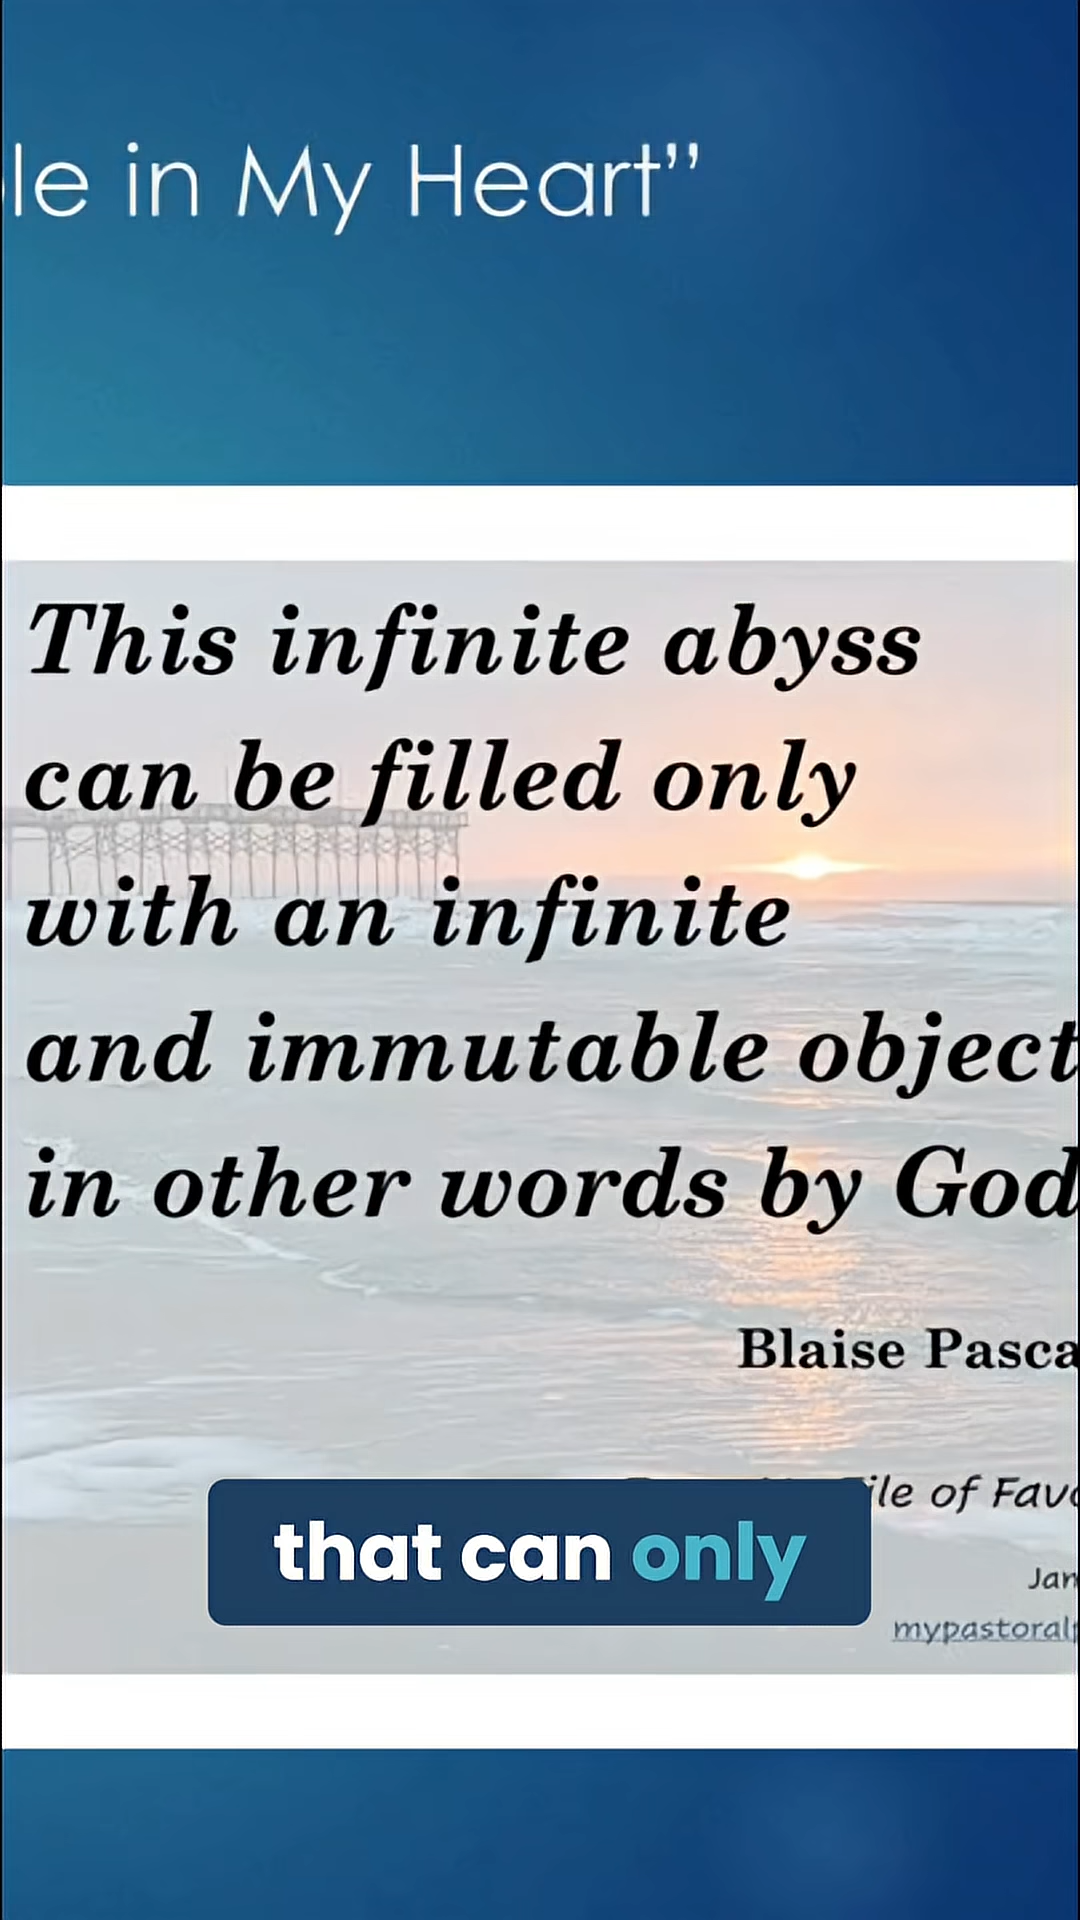 le in My Heart”
This infinite abyss
can be filled only
with an infinite
and immutable object
in other words by God
Blaise Pasca
ile of Favo
that can only
Jan
mypastoral